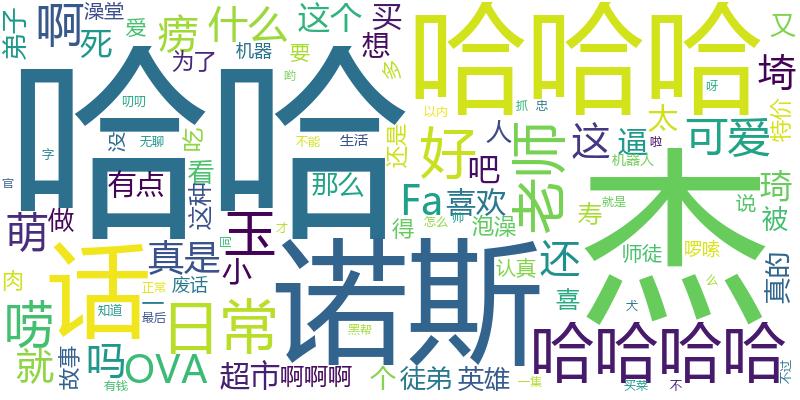 澡堂
弟子
啊
死
爱
痨
什么
这个
买
想
又
机器
为了
要
多
哟
哈哈
哈哈哈
埼
呀
叨叨
没
无聊
吃
以内
抓
忠
特价
太
逼
这
人
老师
好
还是
可爱
生活
不能
字
官
有点
看
那么
吧
机器人
啦
杰
琦
说
被
这种
Fa
喜欢
寿
就是
萌
做
玉
得
泡澡
师
怎么
才
间
真是
小
诺斯
认真
还
喜
师徒
啰嗦
真的
肉
话
废话
正常
一
最后
知道
日常
黑帮
么
犬
唠
就
故事
吗
有钱
OVA
超市
啊啊啊
个
徒弟
英雄
一集
哈哈哈哈
买菜
不
不过